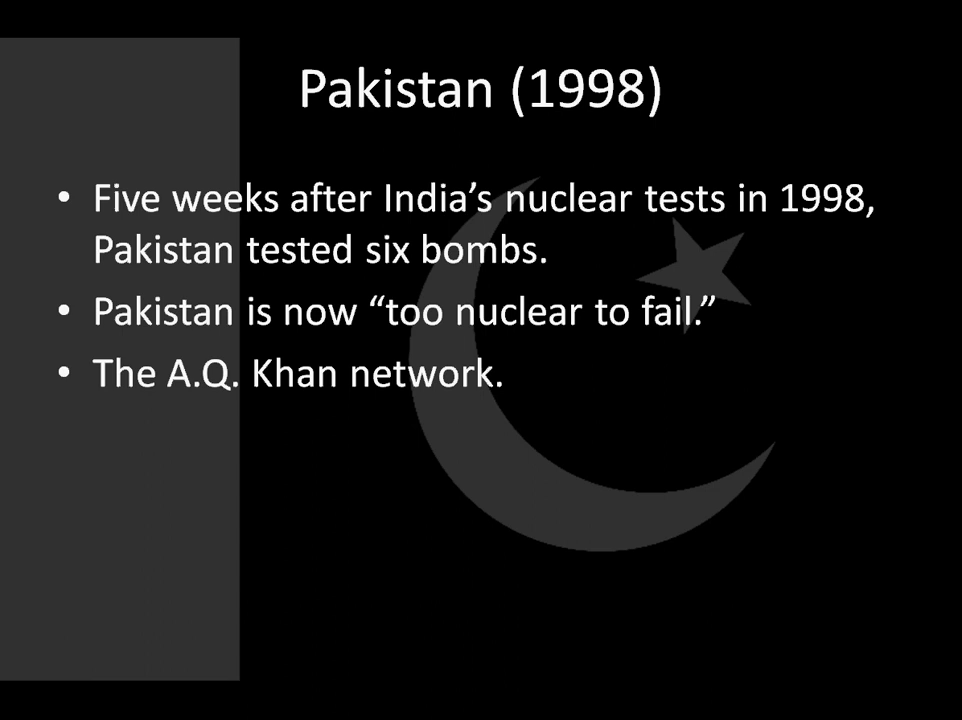 Pakistan (1998)
• Five weeks after India’s nuclear tests in 1998,
Pakistan tested six bombs.
• Pakistan is now “too nuclear to fail.”
• The A.Q. Khan network.